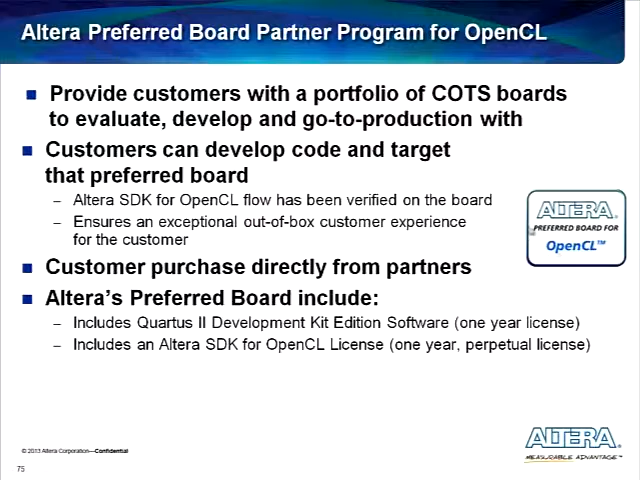 Altera Preferred Board Partner Program for OpenCL
■ Provide customers with a portfolio of COTS boards
to evaluate, develop and go-to-production with
■ Customers can develop code and target
that preferred board
– Altera SDK for OpenCL flow has been verified on the board
– Ensures an exceptional out-of-box customer experience
for the customer
ALTERA
PREFERRED BOARD FOR
OpenCL™
■ Customer purchase directly from partners
■ Altera's Preferred Board include:
– Includes Quartus II Development Kit Edition Software (one year license)
– Includes an Altera SDK for OpenCL License (one year, perpetual license)
© 2013 Altera Corporation—Confidential
ALTERA
MEASURABLE ADVANTAGE™
75